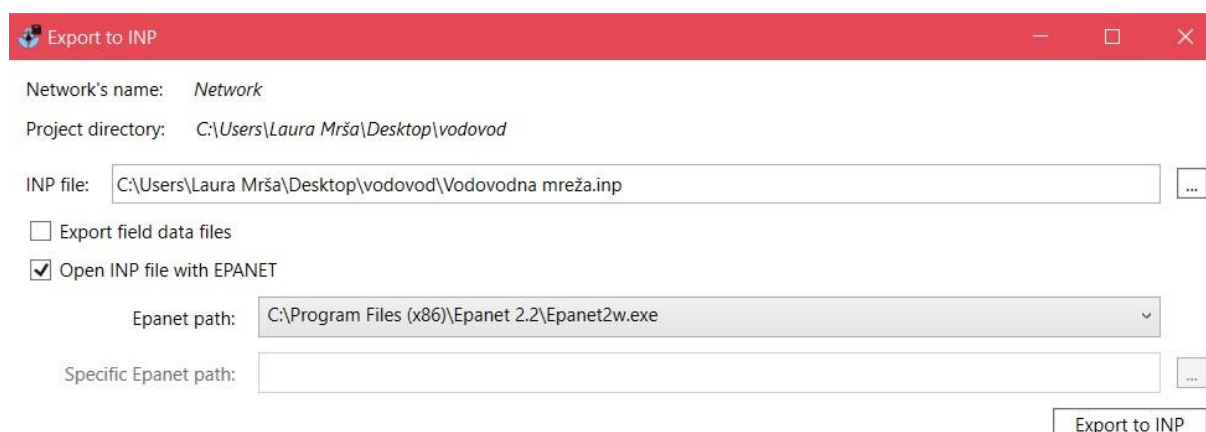 Export to INP
Network's name: Network
Project directory: C:\Users\Laura Mrša\Desktop\vodovod
INP file: C:\Users\Laura Mrša\Desktop\vodovod\Vodovodna mreža.inp ...
Export field data files
Open INP file with EPANET
Epanet path: C:\Program Files (x86)\Epanet 2.2\Epanet2w.exe
Specific Epanet path: ...
Export to INP